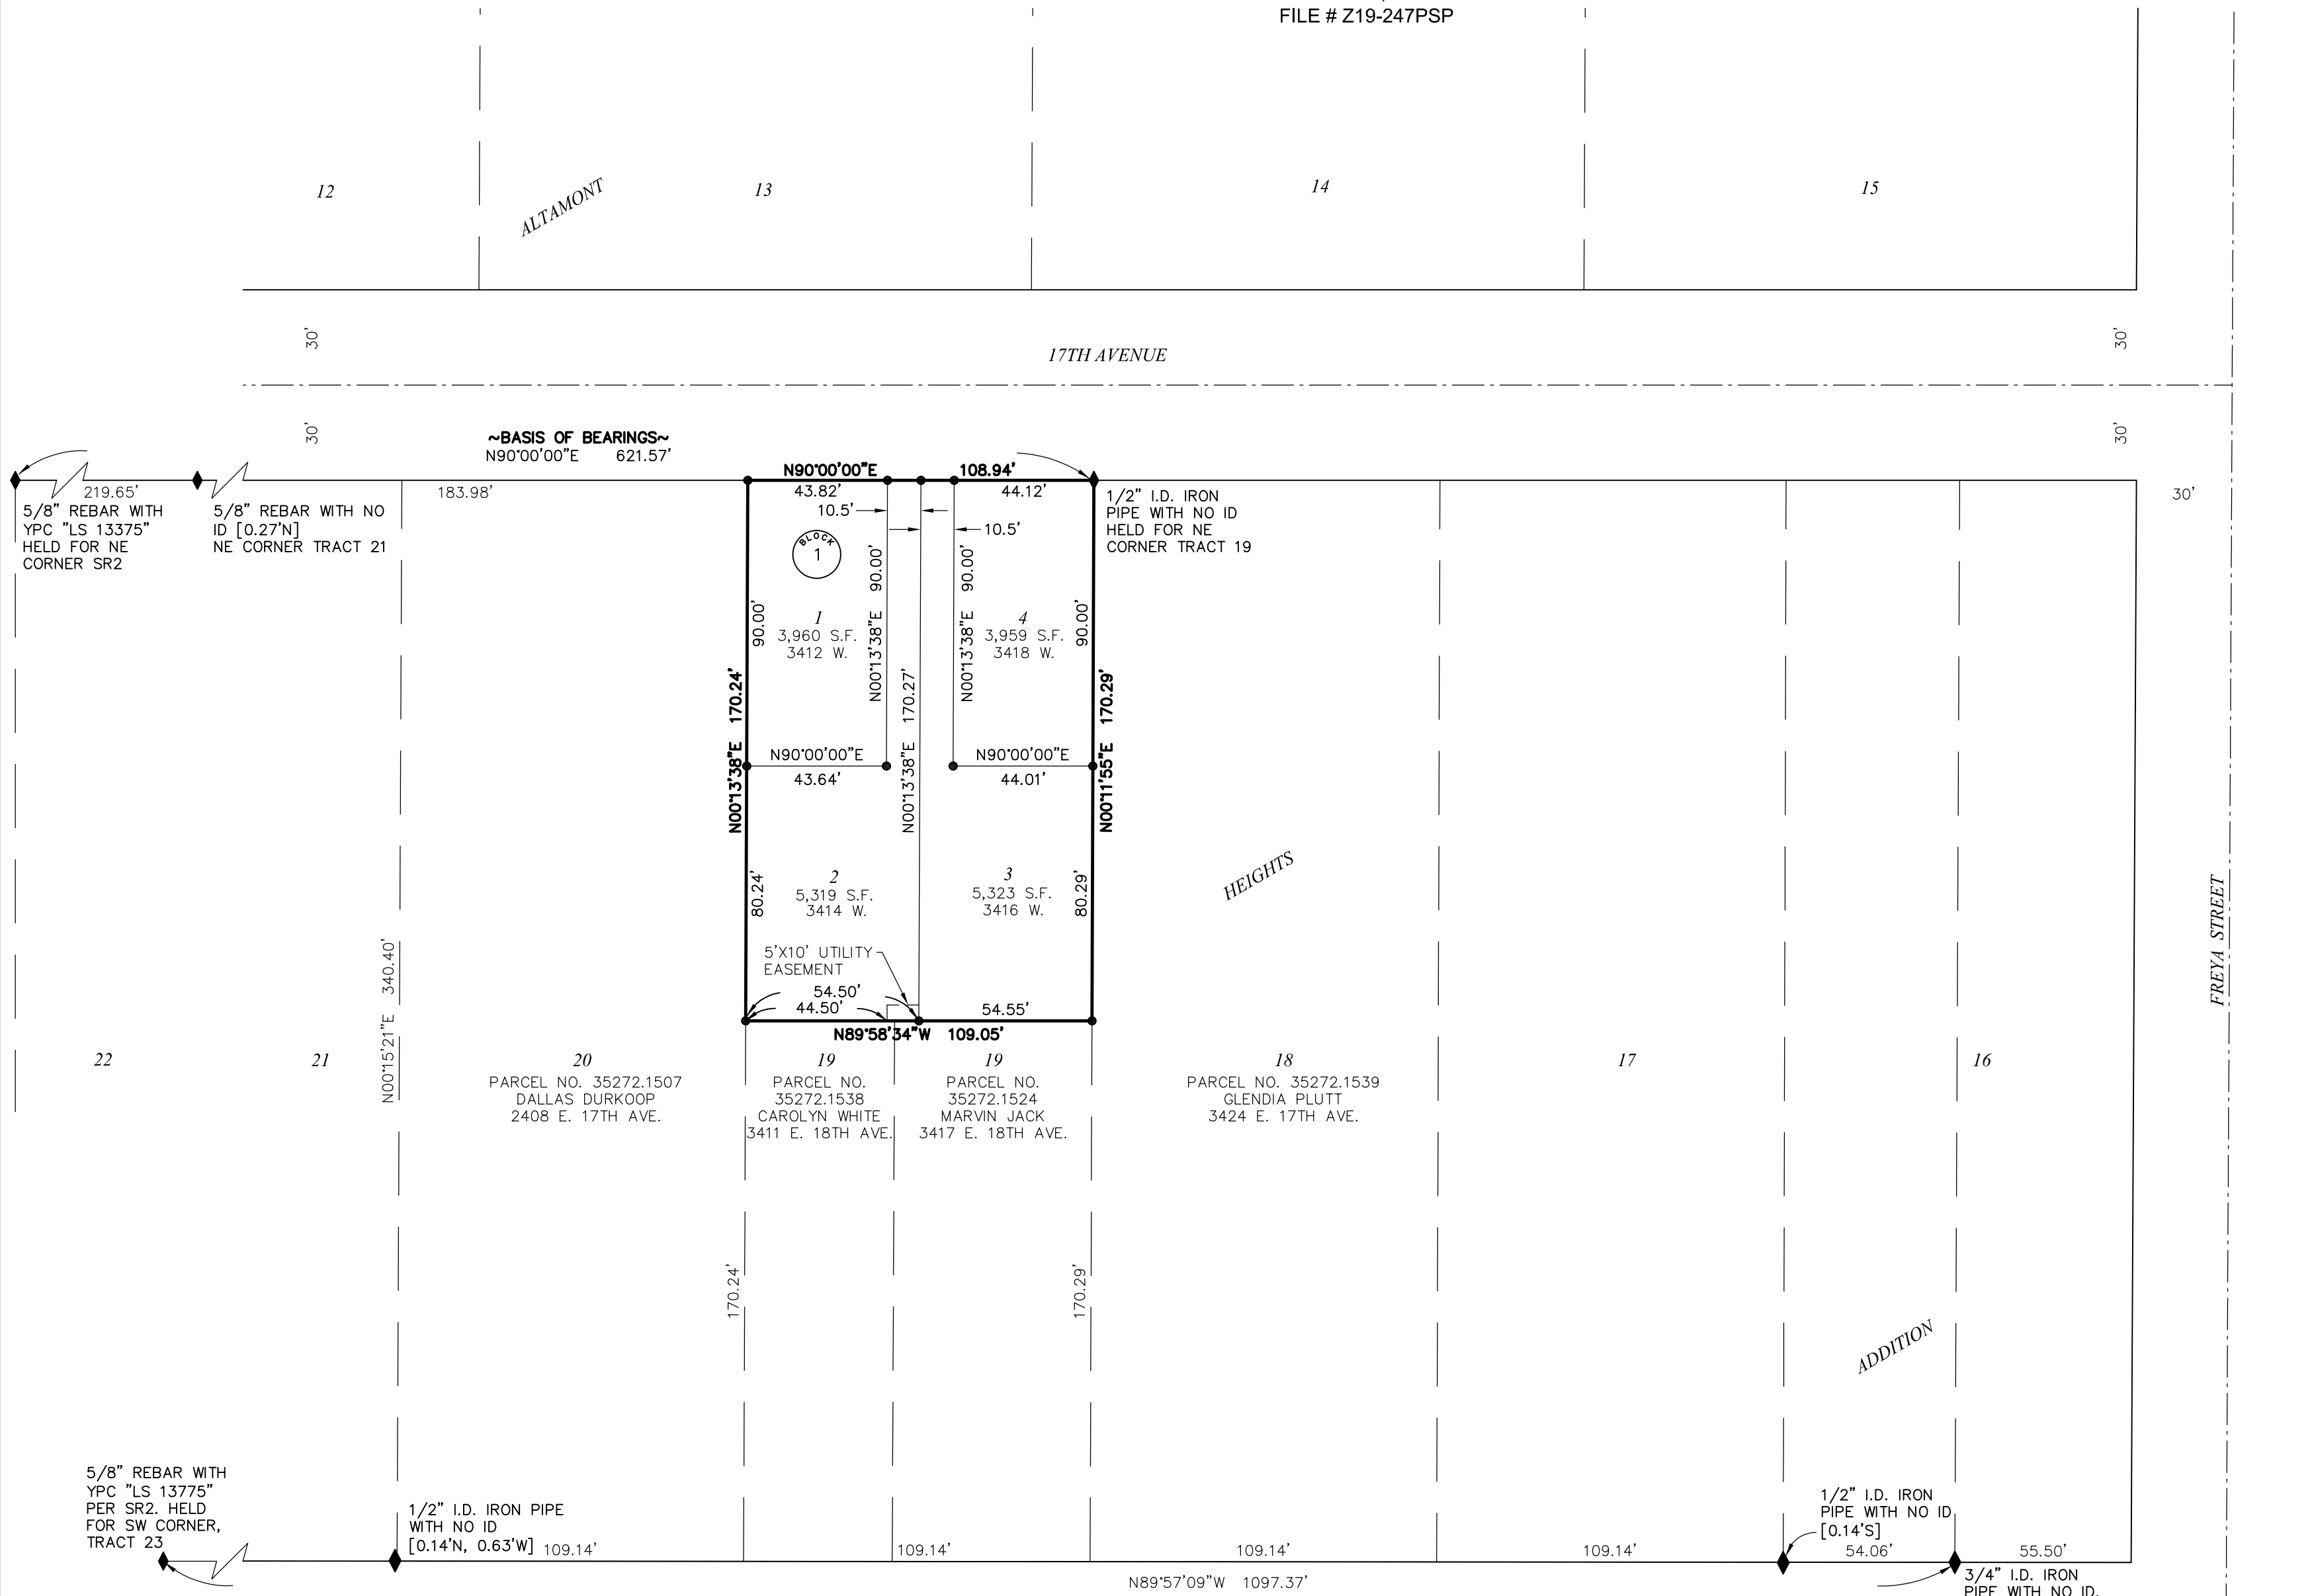 FILE # Z19-247PSP
12
ALTAMONT
13
14
15
30'
17TH AVENUE
30'
30'
30'
~BASIS OF BEARINGS~
N90°00'00"E 621.57'
219.65'
183.98'
N90°00'00"E 108.94'
43.82'
44.12'
30'
5/8" REBAR WITH
YPC "LS 13375"
HELD FOR NE
CORNER SR2
5/8" REBAR WITH NO
ID [0.27'N]
NE CORNER TRACT 21
10.5'
10.5'
1/2" I.D. IRON
PIPE WITH NO ID
HELD FOR NE
CORNER TRACT 19
BLOCK
1
N00°13'38"E 90.00'
N00°13'38"E 90.00'
90.00'
90.00'
1
3,960 S.F.
3412 W.
4
3,959 S.F.
3418 W.
N00°13'38"E 170.24'
N00°13'38"E 170.27'
N00°11'55"E 170.29'
N90°00'00"E
43.64'
N90°00'00"E
44.01'
80.24'
2
5,319 S.F.
3414 W.
3
5,323 S.F.
3416 W.
80.29'
HEIGHTS
FREYA STREET
5'X10' UTILITY
EASEMENT
54.50'
44.50'
54.55'
N89°58'34"W 109.05'
N00°15'21"E 340.40'
22
21
20
PARCEL NO. 35272.1507
DALLAS DURKOOP
2408 E. 17TH AVE.
19
PARCEL NO.
35272.1538
CAROLYN WHITE
3411 E. 18TH AVE.
19
PARCEL NO.
35272.1524
MARVIN JACK
3417 E. 18TH AVE.
18
PARCEL NO. 35272.1539
GLENDIA PLUTT
3424 E. 17TH AVE.
17
16
170.24'
170.29'
ADDITION
5/8" REBAR WITH
YPC "LS 13775"
PER SR2. HELD
FOR SW CORNER,
TRACT 23
1/2" I.D. IRON PIPE
WITH NO ID
[0.14'N, 0.63'W]
109.14'
109.14'
109.14'
109.14'
1/2" I.D. IRON
PIPE WITH NO ID
[0.14'S]
54.06'
55.50'
N89°57'09"W 1097.37'
3/4" I.D. IRON
PIPE WITH NO ID.